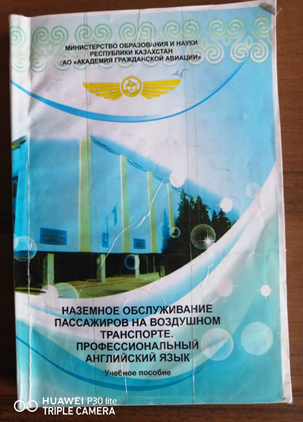 МИНИСТЕРСТВО ОБРАЗОВАНИЯ И НАУКИ
РЕСПУБЛИКИ КАЗАХСТАН
АО «АКАДЕМИЯ ГРАЖДАНСКОЙ АВИАЦИИ»
НАЗЕМНОЕ ОБСЛУЖИВАНИЕ
ПАССАЖИРОВ НА ВОЗДУШНОМ
ТРАНСПОРТЕ.
ПРОФЕССИОНАЛЬНЫЙ
АНГЛИЙСКИЙ ЯЗЫК
Учебное пособие
HUAWEI P30 lite
TRIPLE CAMERA